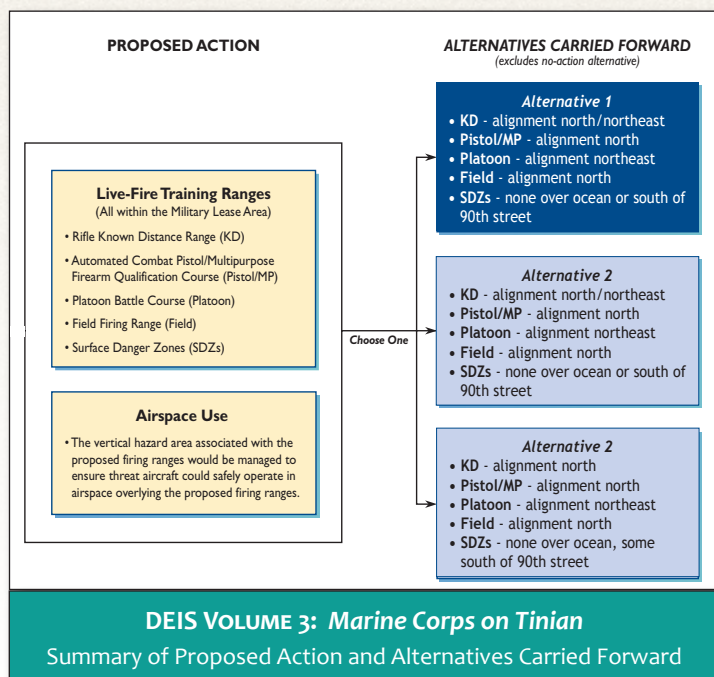 PROPOSED ACTION
Live-Fire Training Ranges
(All within the Military Lease Area)
• Rifle Known Distance Range (KD)
• Automated Combat Pistol/Multipurpose
Firearm Qualification Course (Pistol/MP)
• Platoon Battle Course (Platoon)
• Field Firing Range (Field)
• Surface Danger Zones (SDZs)
Airspace Use
• The vertical hazard area associated with the
proposed firing ranges would be managed to
ensure threat aircraft could safely operate in
airspace overlying the proposed firing ranges.
Choose One
ALTERNATIVES CARRIED FORWARD
(excludes no-action alternative)
Alternative 1
• KD - alignment north/northeast
• Pistol/MP - alignment north
• Platoon - alignment northeast
• Field - alignment north
• SDZs - none over ocean or south of
90th street
Alternative 2
• KD - alignment north/northeast
• Pistol/MP - alignment north
• Platoon - alignment northeast
• Field - alignment north
• SDZs - none over ocean or south of
90th street
Alternative 2
• KD - alignment north
• Pistol/MP - alignment north
• Platoon - alignment northeast
• Field - alignment north
• SDZs - none over ocean, some
south of 90th street
DEIS VOLUME 3: Marine Corps on Tinian
Summary of Proposed Action and Alternatives Carried Forward